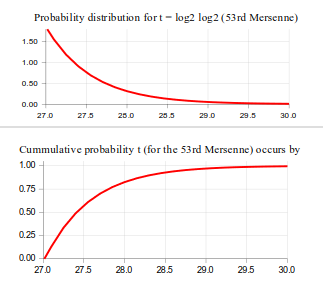 Probability distribution for t = log2 log2 (53rd Mersenne)
1.50
1.00
0.50
0.00
27.0 27.5 28.0 28.5 29.0 29.5 30.0
Cummulative probability t (for the 53rd Mersenne) occurs by
1.00
0.75
0.50
0.25
0.00
27.0 27.5 28.0 28.5 29.0 29.5 30.0